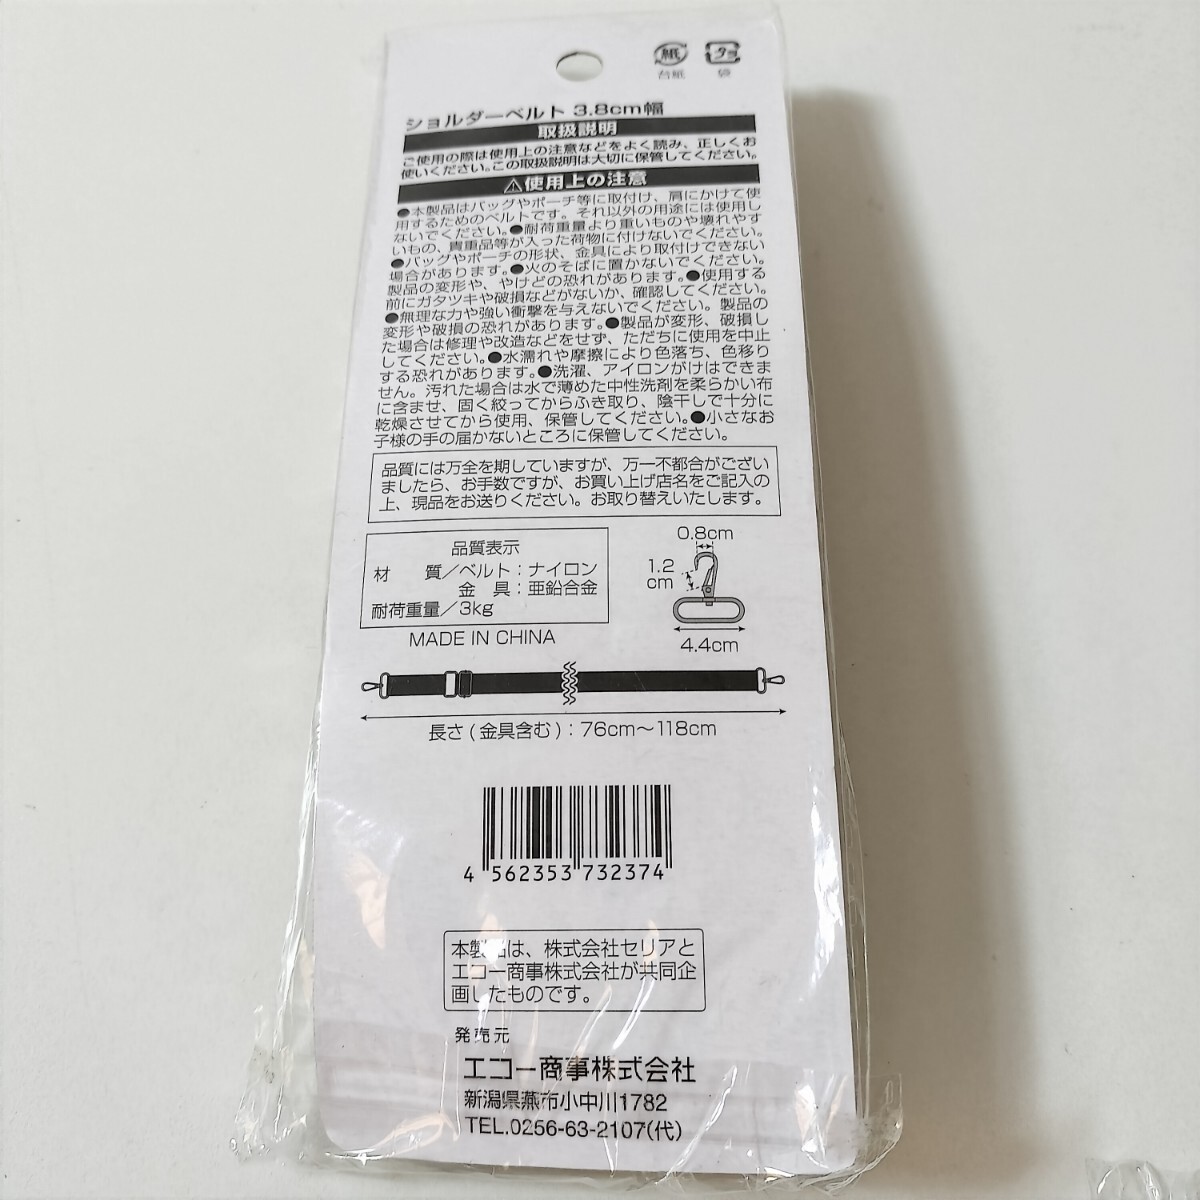 紙 プラ
台紙 袋
ショルダーベルト 3.8cm幅
取扱説明
ご使用の際は使用上の注意などをよく読み、正しくお
使いください。この取扱説明は大切に保管してください。
⚠使用上の注意
●本製品はバッグやポーチ等に取付け、肩にかけて使
用するためのベルトです。それ以外の用途には使用し
ないでください。●耐荷重量より重いものや壊れやす
いもの、貴重品等が入った荷物に付けないでください。
●バッグやポーチの形状、金具により取付けできない
場合があります。●火のそばに置かないでください。
製品の変形や、やけどの恐れがあります。●使用する
前にガタツキや破損などがないか、確認してください。
●無理な力や強い衝撃を与えないでください。製品の
変形や破損の恐れがあります。●製品が変形、破損し
た場合は修理や改造などをせず、ただちに使用を中止
してください。●水濡れや摩擦により色落ち、色移り
する恐れがあります。●洗濯、アイロンがけはできま
せん。汚れた場合は水で薄めた中性洗剤を柔らかい布
に含ませ、固く絞ってからふき取り、陰干しで十分に
乾燥させてから使用、保管してください。●小さなお
子様の手の届かないところに保管してください。
品質には万全を期していますが、万一不都合がござい
ましたら、お手数ですが、お買い上げ店名をご記入の
上、現品をお送りください。お取り替えいたします。
品質表示
材 質/ベルト：ナイロン
金 具：亜鉛合金
耐荷重量/3kg
MADE IN CHINA
0.8cm
1.2
cm
4.4cm
長さ(金具含む)：76cm～118cm
4 562353 732374
本製品は、株式会社セリアと
エコー商事株式会社が共同企
画したものです。
発売元
エコー商事株式会社
新潟県燕市小中川1782
TEL.0256-63-2107(代)